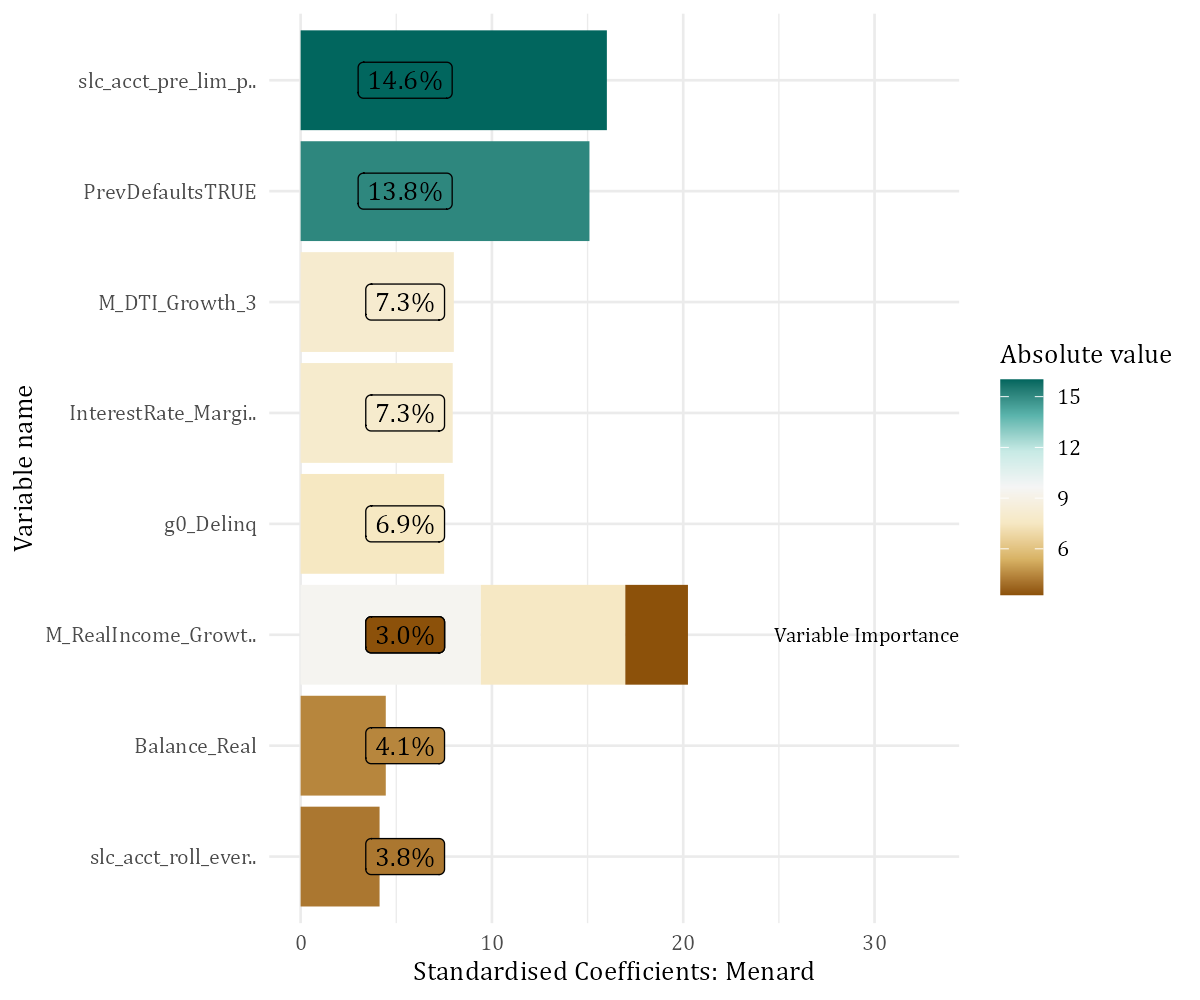 slc_acct_pre_lim_p..
14.6%
PrevDefaultsTRUE
13.8%
M_DTI_Growth_3
7.3%
InterestRate_Margi..
7.3%
g0_Delinq
6.9%
M_RealIncome_Growt..
3.0%
Variable Importance
Balance_Real
4.1%
slc_acct_roll_ever..
3.8%
0
10
20
30
Standardised Coefficients: Menard
Variable name
Absolute value
15
12
9
6